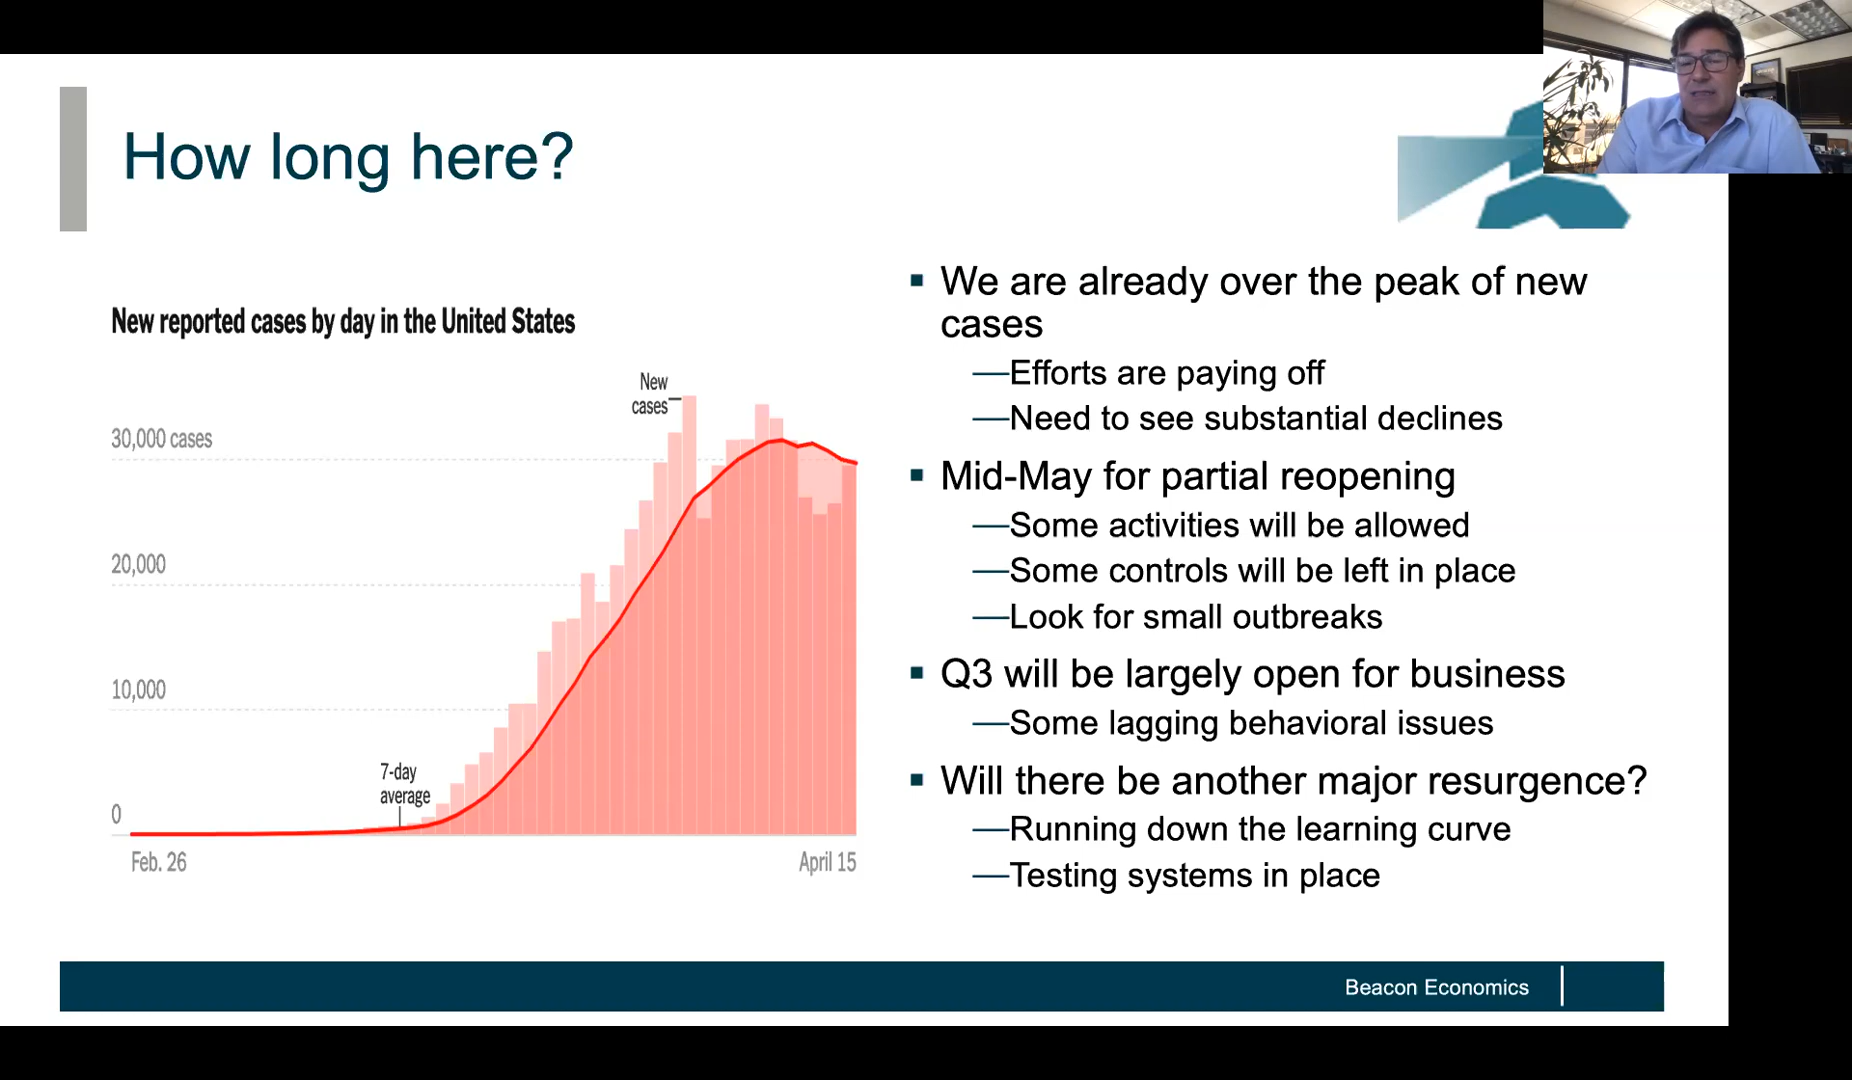 How long here?
New reported cases by day in the United States
New
cases
30,000 cases
20,000
10,000
7-day
average
0
Feb. 26
April 15
▪ We are already over the peak of new
cases
—Efforts are paying off
—Need to see substantial declines
▪ Mid-May for partial reopening
—Some activities will be allowed
—Some controls will be left in place
—Look for small outbreaks
▪ Q3 will be largely open for business
—Some lagging behavioral issues
▪ Will there be another major resurgence?
—Running down the learning curve
—Testing systems in place
Beacon Economics